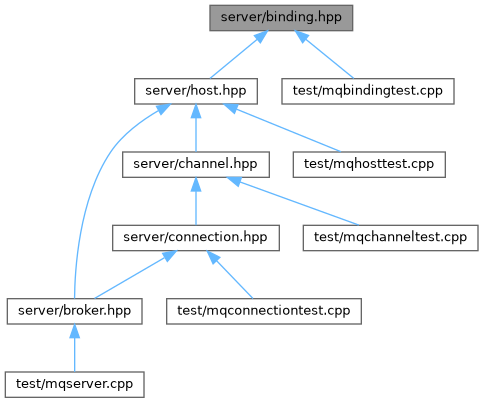 server/binding.hpp
server/host.hpp
test/mqbindingtest.cpp
server/channel.hpp
test/mqhosttest.cpp
server/connection.hpp
test/mqchanneltest.cpp
server/broker.hpp
test/mqconnectiontest.cpp
test/mqserver.cpp